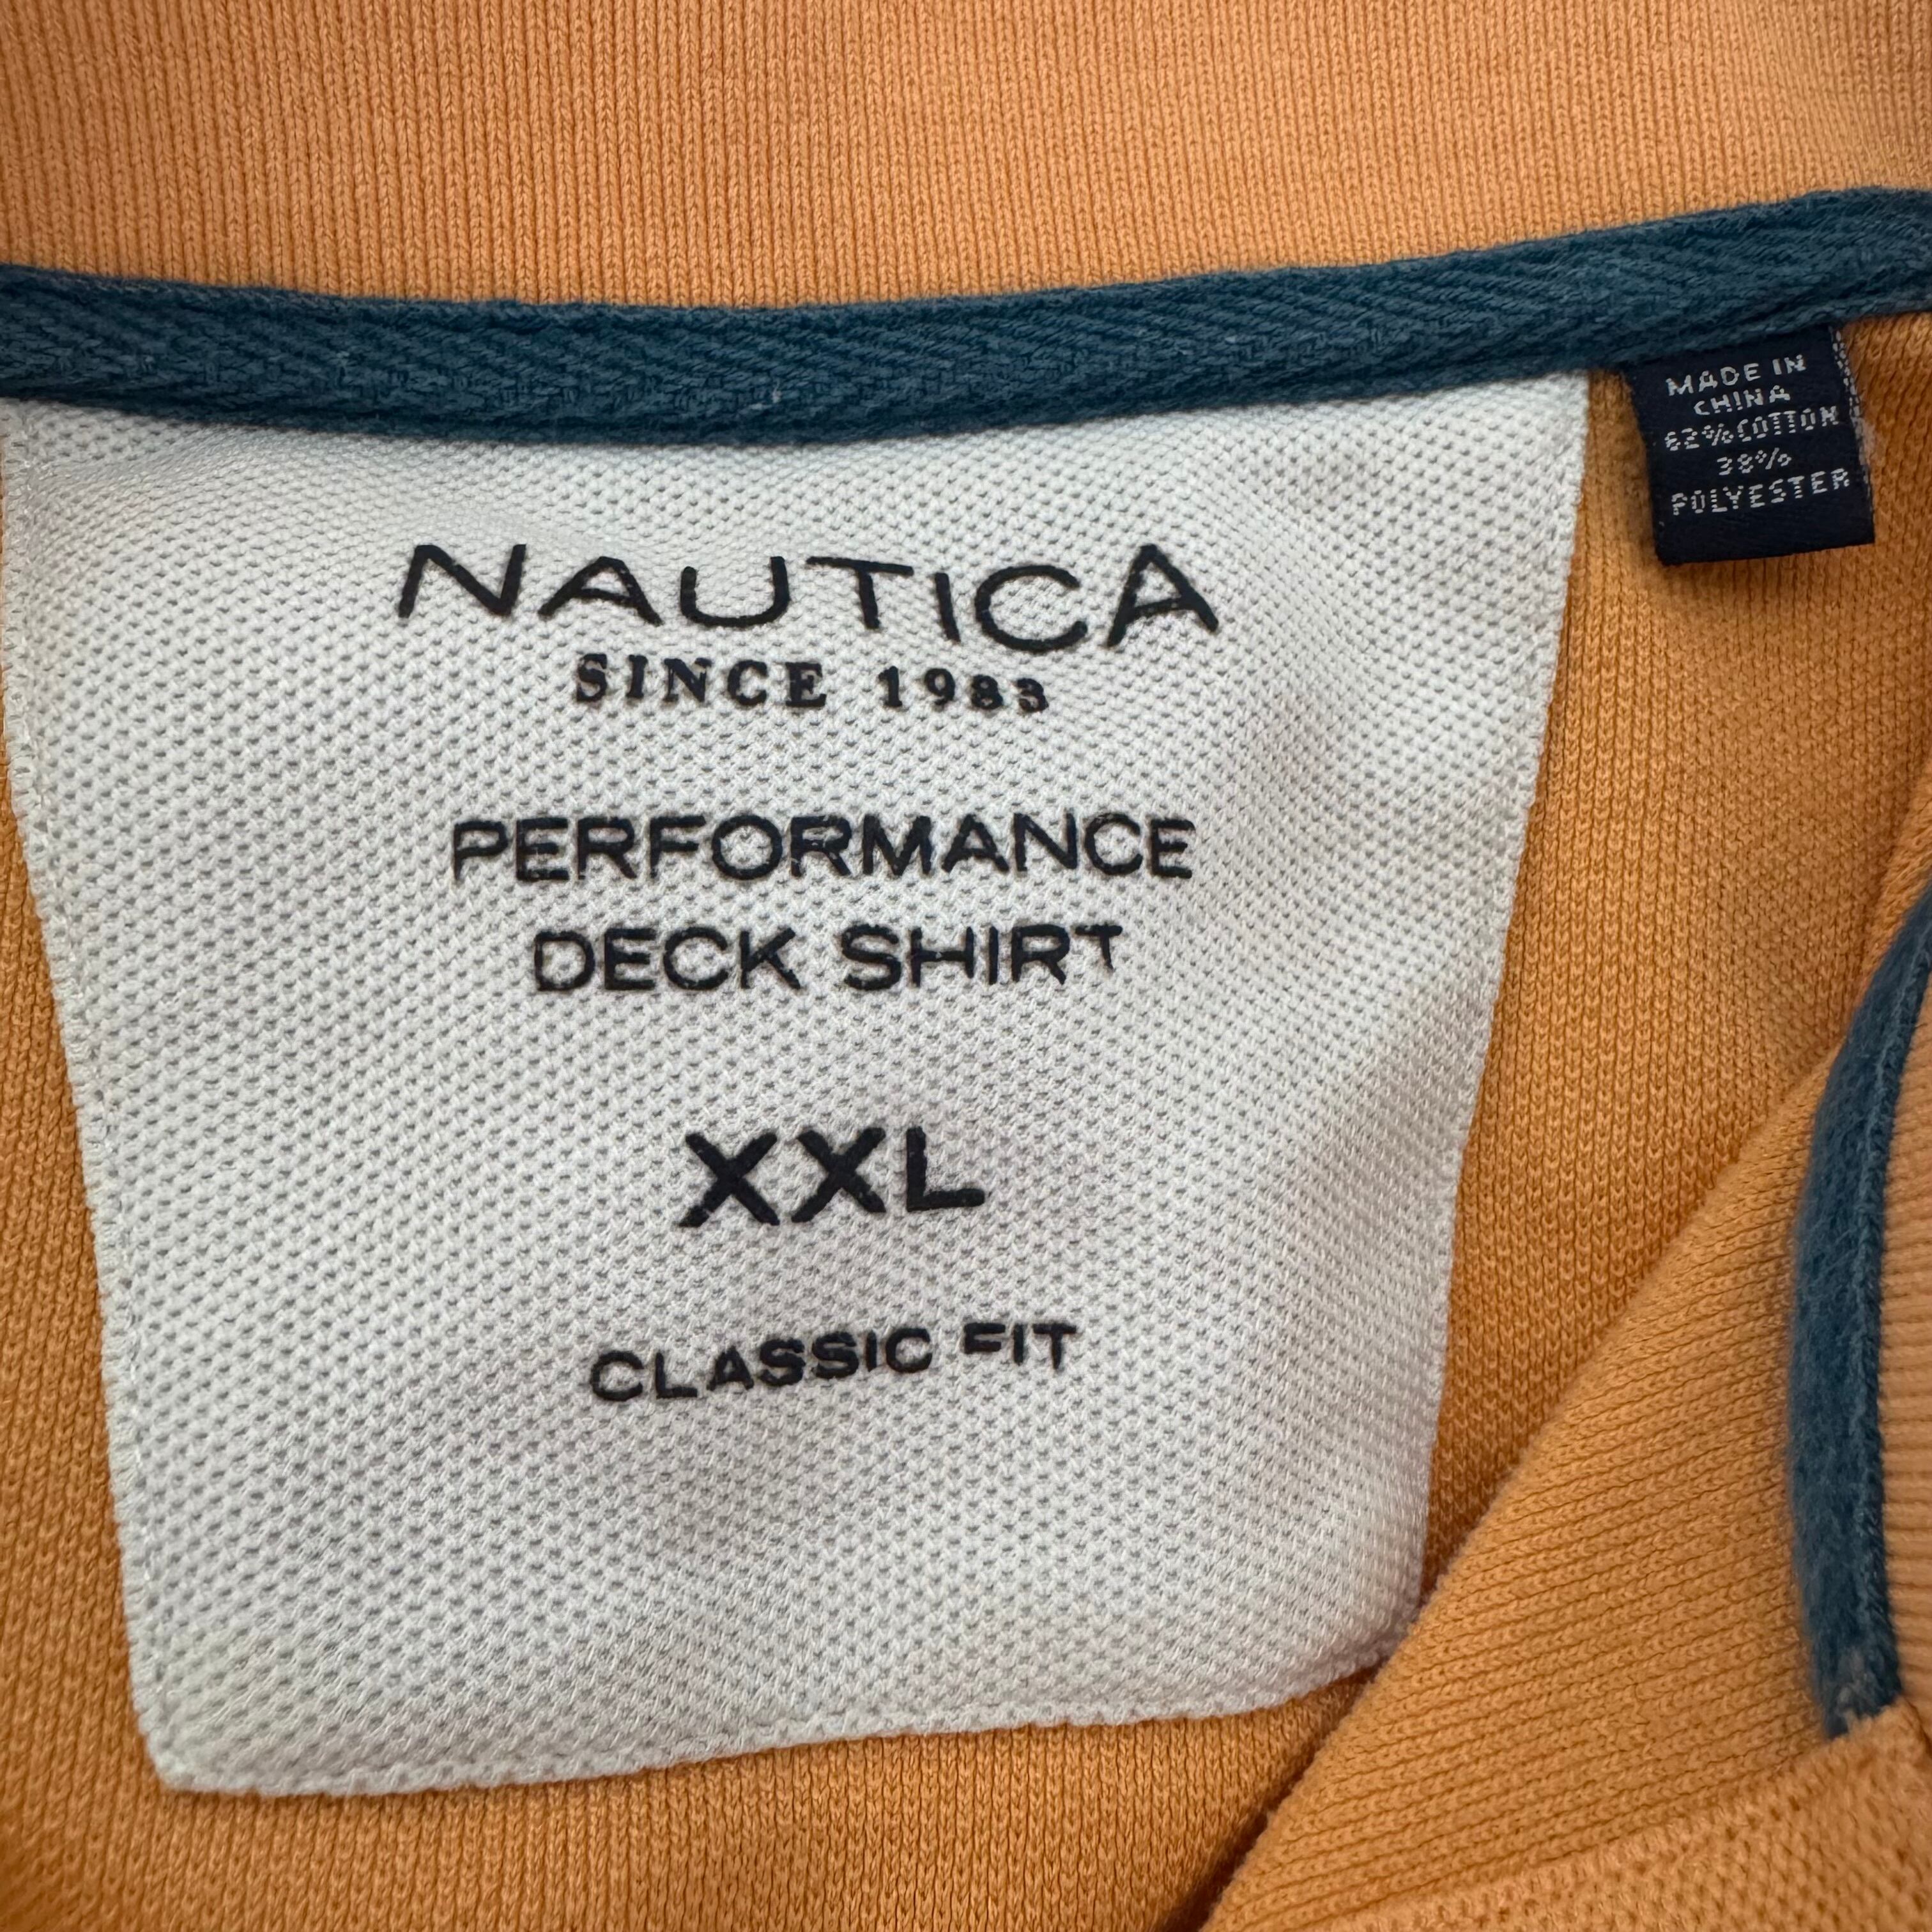 NAUTICA
SINCE 1983
PERFORMANCE
DECK SHIRT
XXL
CLASSIC FIT
MADE IN
CHINA
62%COTTON
38%
POLYESTER